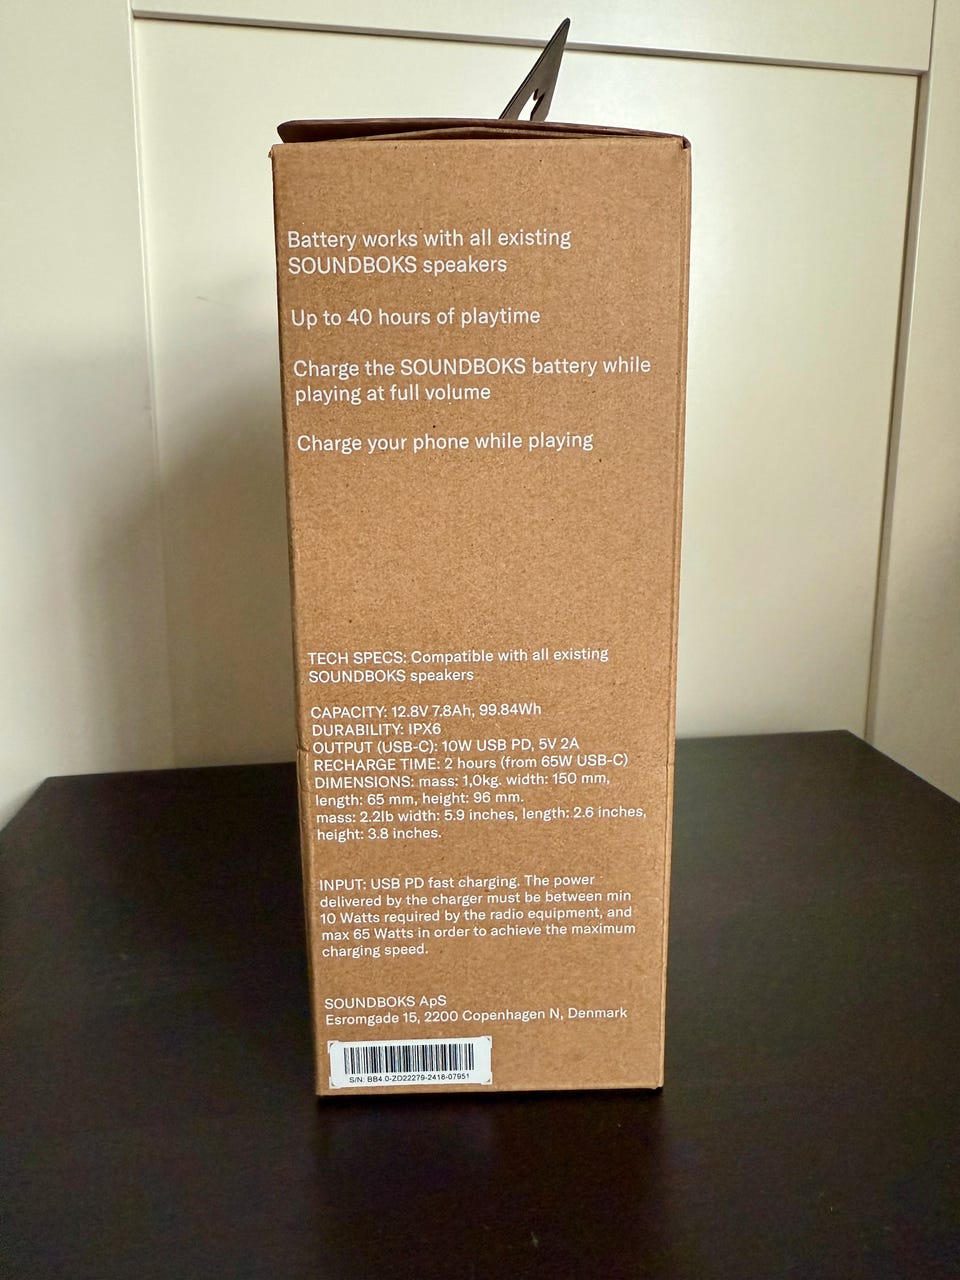 Battery works with all existing
SOUNDBOKS speakers
Up to 40 hours of playtime
Charge the SOUNDBOKS battery while
playing at full volume
Charge your phone while playing
TECH SPECS: Compatible with all existing
SOUNDBOKS speakers
CAPACITY: 12.8V 7.8Ah, 99.84Wh
DURABILITY: IPX6
OUTPUT (USB-C): 10W USB PD, 5V 2A
RECHARGE TIME: 2 hours (from 65W USB-C)
DIMENSIONS: mass: 1,0kg. width: 150 mm,
length: 65 mm, height: 96 mm.
mass: 2.2lb width: 5.9 inches, length: 2.6 inches,
height: 3.8 inches.
INPUT: USB PD fast charging. The power
delivered by the charger must be between min
10 Watts required by the radio equipment, and
max 65 Watts in order to achieve the maximum
charging speed.
SOUNDBOKS ApS
Esromgade 15, 2200 Copenhagen N, Denmark
S/N: BB4.0-ZD22279-2418-07951